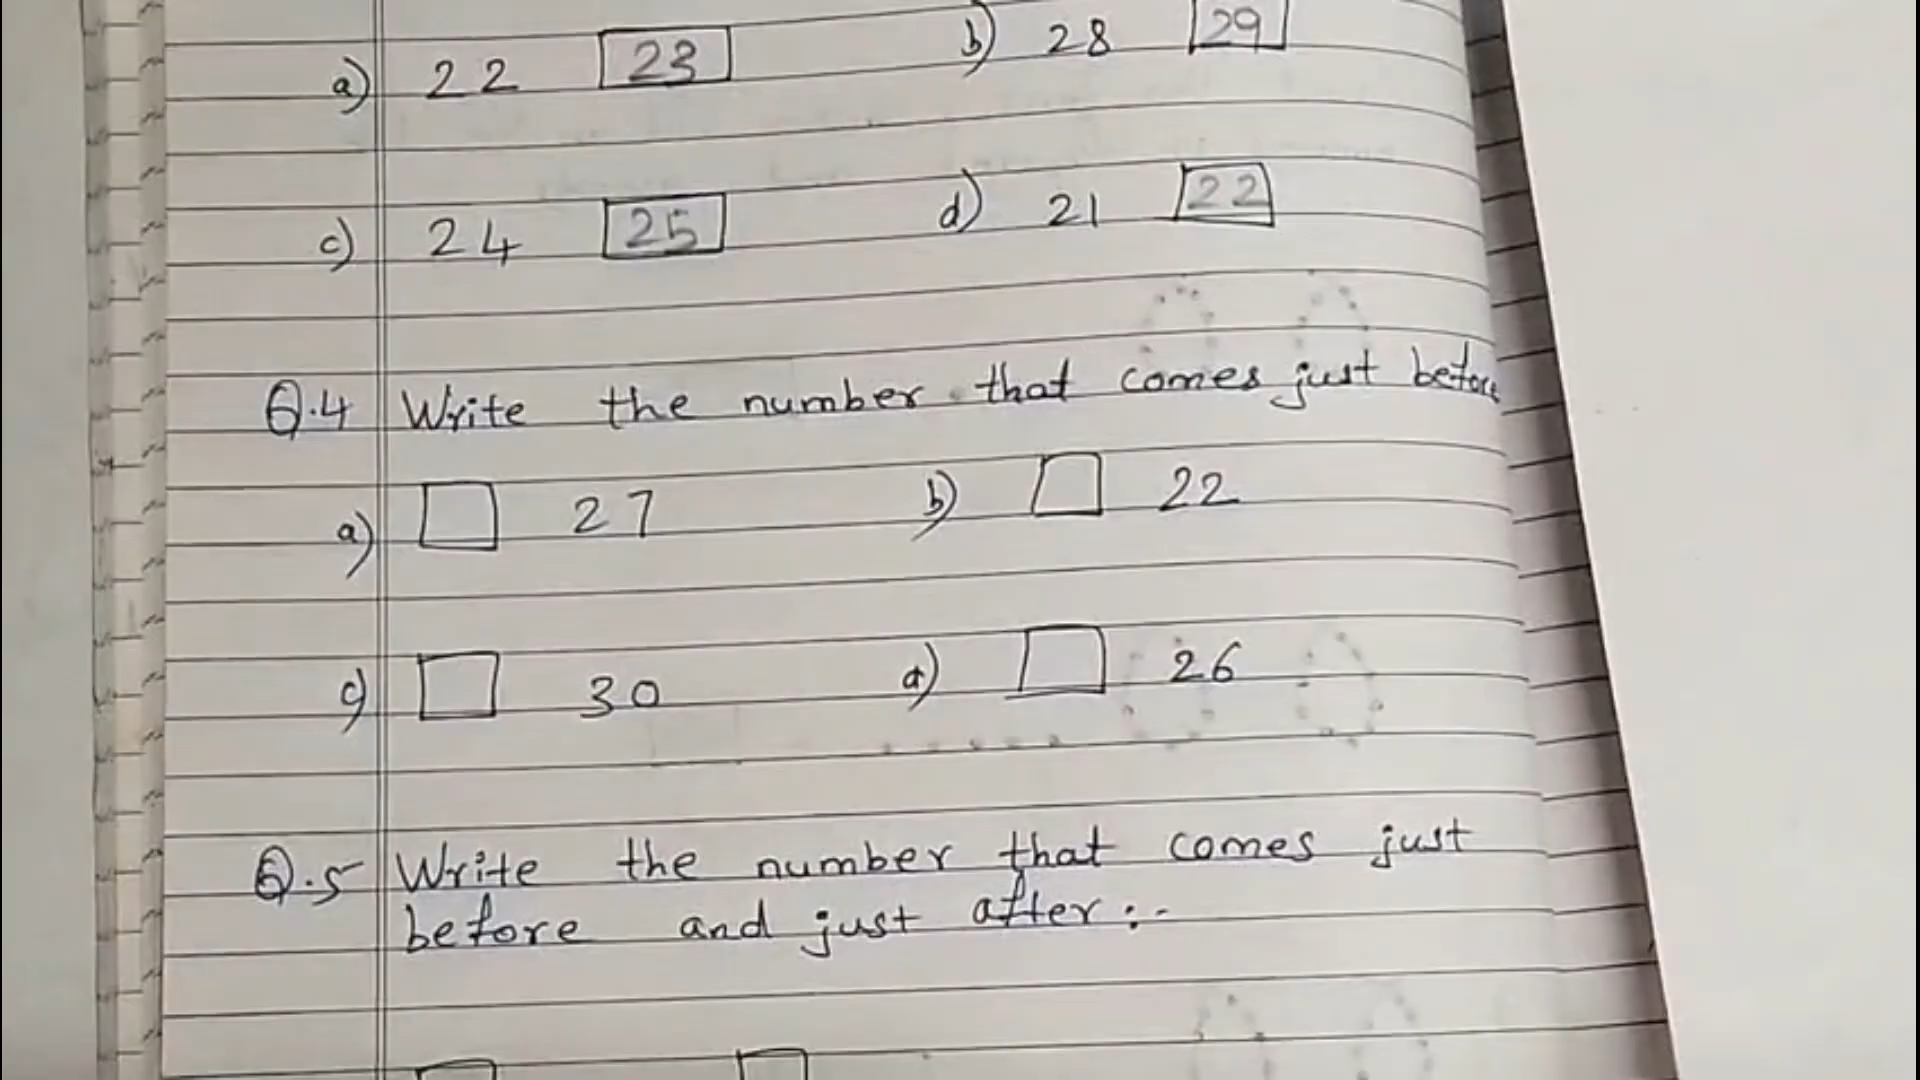 a) 22 23 b) 28 29
c) 24 25 d) 21 22
Q.4 Write the number that comes just before
a) 27 b) 22
c) 30 d) 26
Q.5 Write the number that comes just
before and just after :-